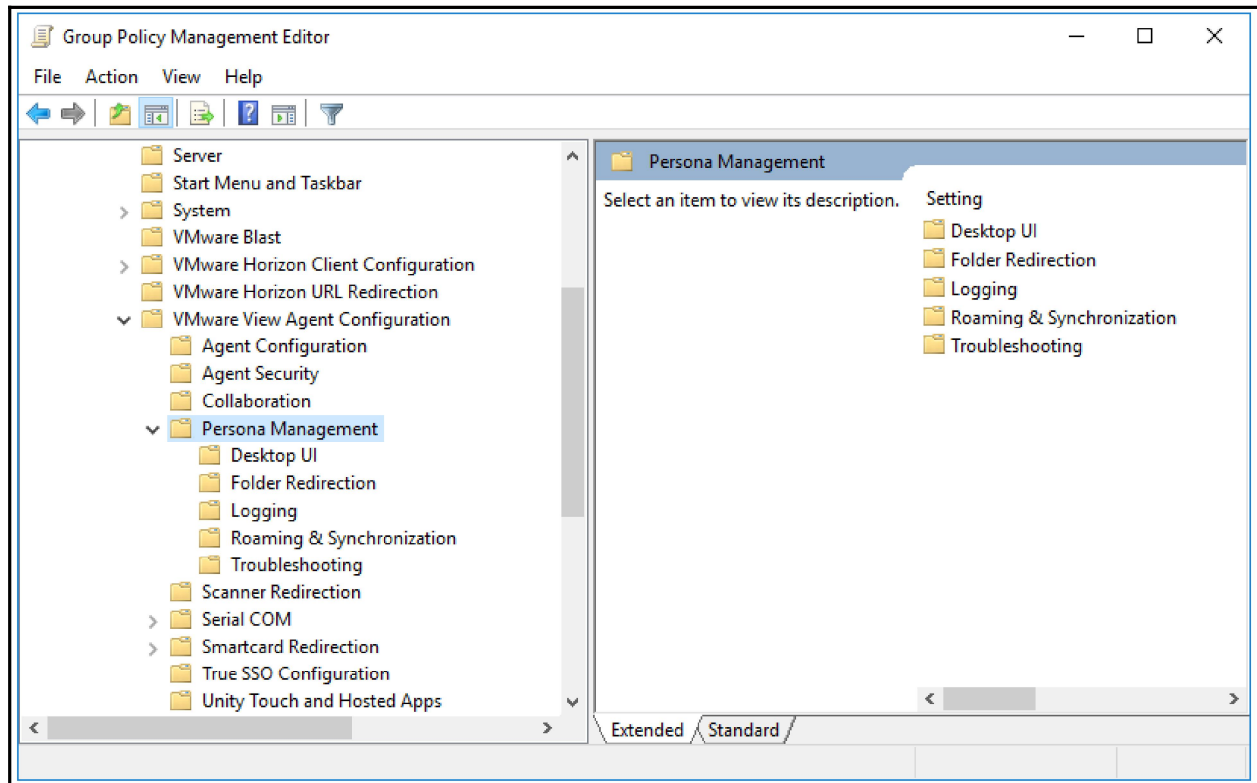 Group Policy Management Editor
File Action View Help
Server
Start Menu and Taskbar
System
VMware Blast
VMware Horizon Client Configuration
VMware Horizon URL Redirection
VMware View Agent Configuration
Agent Configuration
Agent Security
Collaboration
Persona Management
Desktop UI
Folder Redirection
Logging
Roaming & Synchronization
Troubleshooting
Scanner Redirection
Serial COM
Smartcard Redirection
True SSO Configuration
Unity Touch and Hosted Apps
Persona Management
Select an item to view its description.
Setting
Desktop UI
Folder Redirection
Logging
Roaming & Synchronization
Troubleshooting
Extended Standard